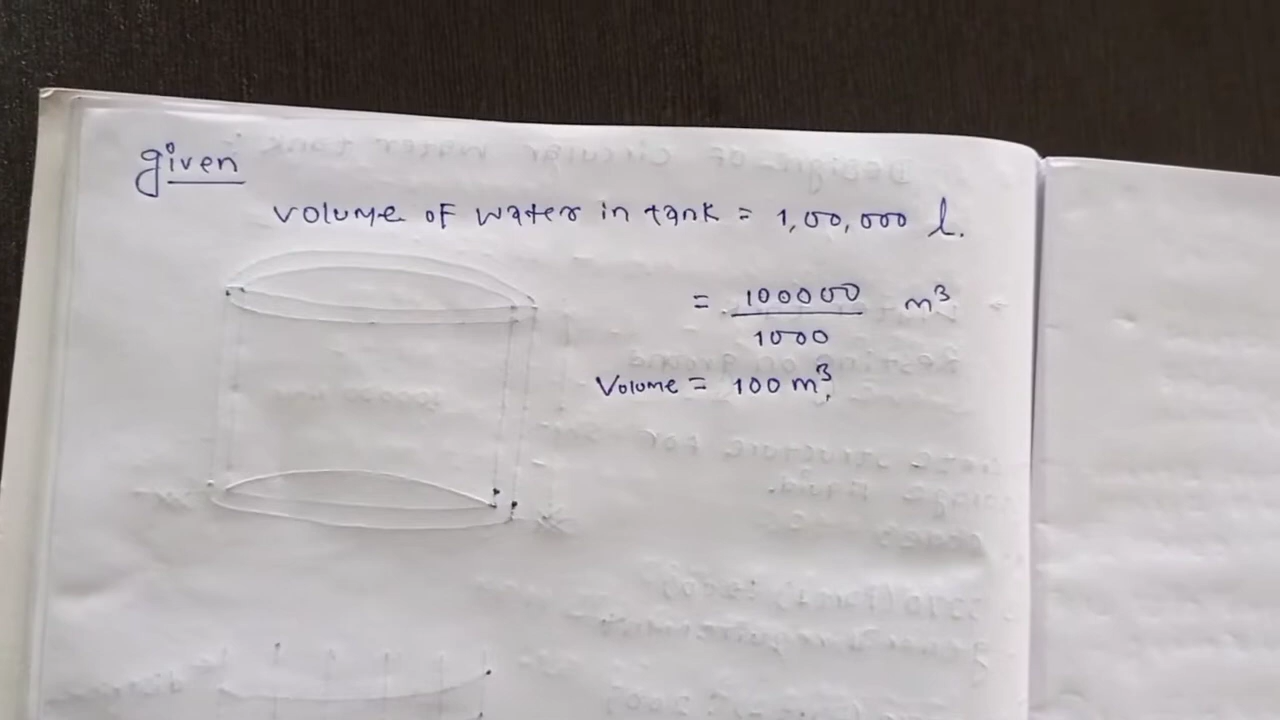 given
volume of water in tank = 1,00,000 l.
= 100000 / 1000 m³
Volume = 100 m³